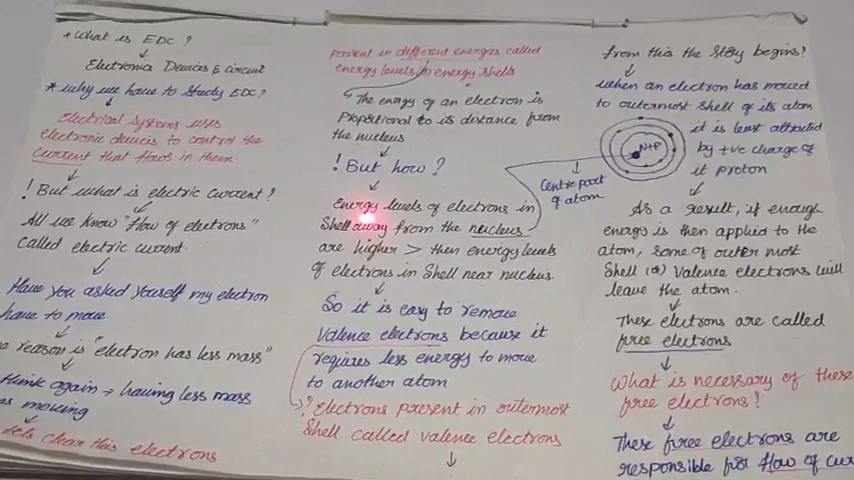 * What is EDC ?
Electronics Devices & circuit
* Why we have to study EDC?
Electrical systems uses
electronic devices to control the
current that flows in them
! But what is electric current?
All we know "flow of electrons"
called electric current.
Have you asked yourself my electron
have to move
reason is "electron has less mass"
think again → having less mass
moving
lets clear this electrons
present in different energies called
energy levels or energy shells
The energy of an electron is
Proportional to its distance from
the nucleus
! But how?
Energy levels of electrons in
Shell away from the nucleus
are higher > then energy levels
of electrons in shell near nucleus.
So it is easy to remove
Valence electrons because it
requires less energy to move
to another atom
? Electrons present in outermost
shell called valence electrons
from this the story begins?
when an electron has moved
to outermost shell of its atom
it is least attracted
by +ve charge of
it proton
N+P
Centre part
of atom
As a result, if enough
energy is then applied to the
atom, some of outer most
Shell (or) Valence electrons will
leave the atom.
These electrons are called
free electrons
What is necessary of these
free electrons!
These free electrons are
responsible for flow of